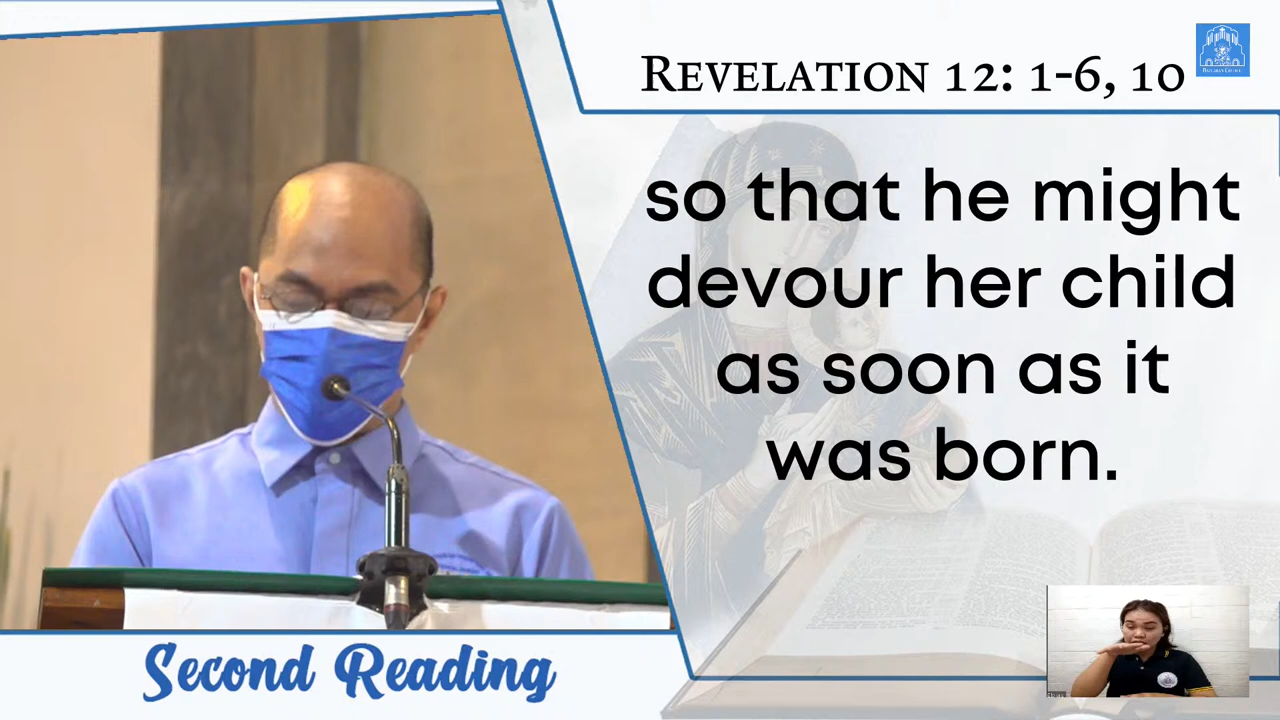 Revelation 12: 1-6, 10
so that he might
devour her child
as soon as it
was born.
Second Reading